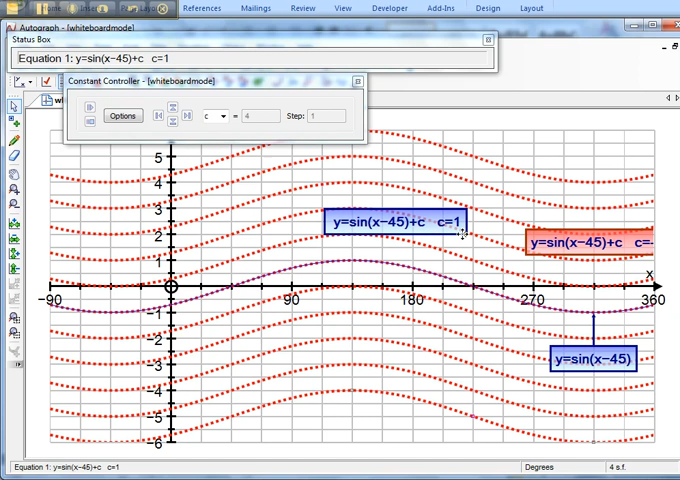 References Mailings Review View Developer Add-Ins Design Layout
Autograph - [whiteboardmode]
Status Box
Equation 1: y=sin(x−45)+c c=1
Constant Controller - [whiteboardmode]
Options c = 4 Step: 1
5
4
3
2
1
−1
−2
−3
−4
−5
−6
−90 90 180 270 360
x
y=sin(x−45)+c c=1
y=sin(x−45)+c c=-
y=sin(x−45)
Equation 1: y=sin(x−45)+c c=1 Degrees 4 s.f.